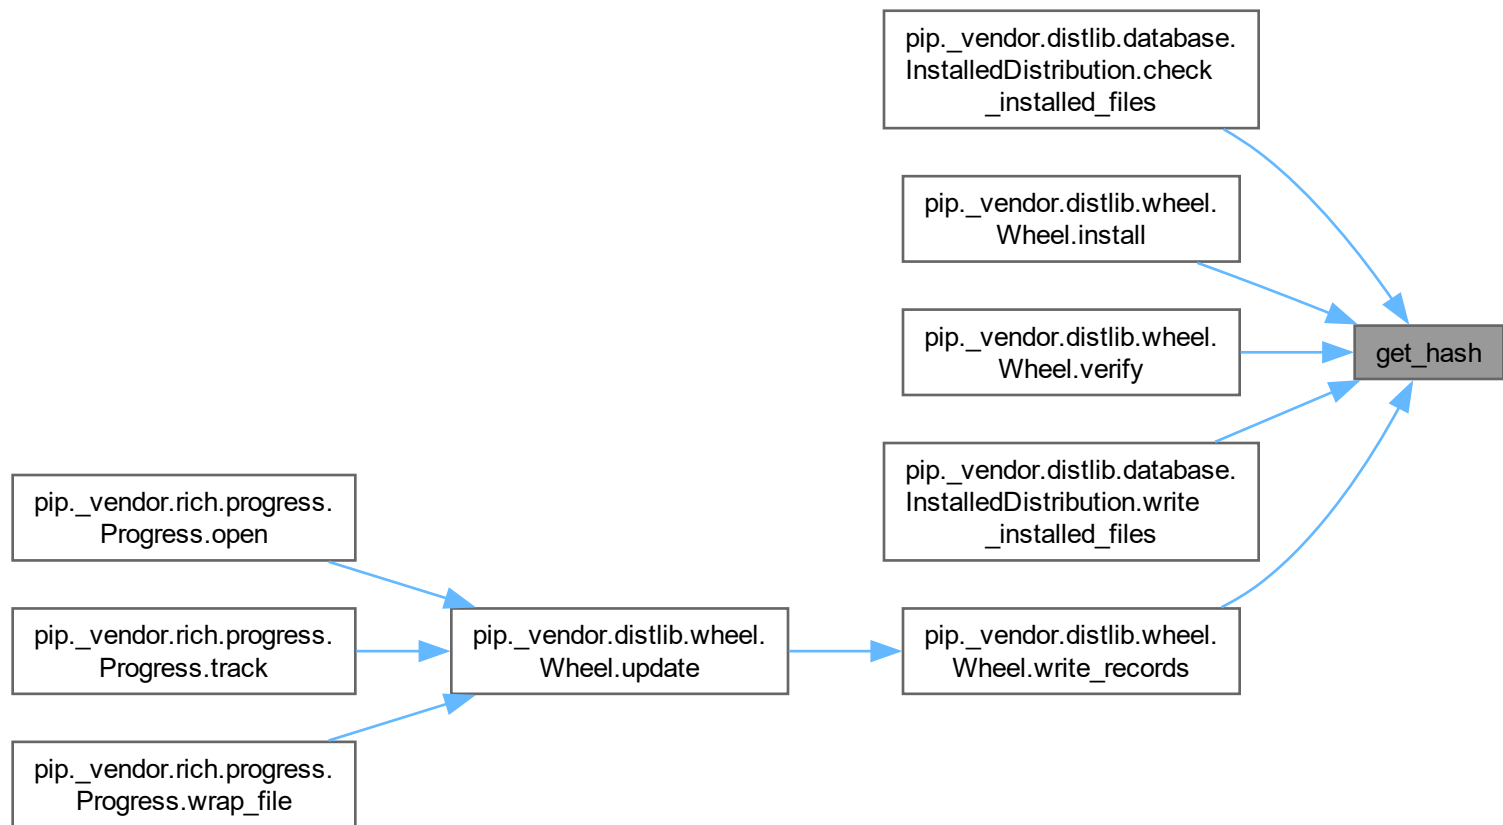 pip._vendor.distlib.database.
InstalledDistribution.check
_installed_files
pip._vendor.distlib.wheel.
Wheel.install
pip._vendor.distlib.wheel.
Wheel.verify
get_hash
pip._vendor.distlib.database.
InstalledDistribution.write
_installed_files
pip._vendor.rich.progress.
Progress.open
pip._vendor.rich.progress.
Progress.track
pip._vendor.distlib.wheel.
Wheel.update
pip._vendor.distlib.wheel.
Wheel.write_records
pip._vendor.rich.progress.
Progress.wrap_file